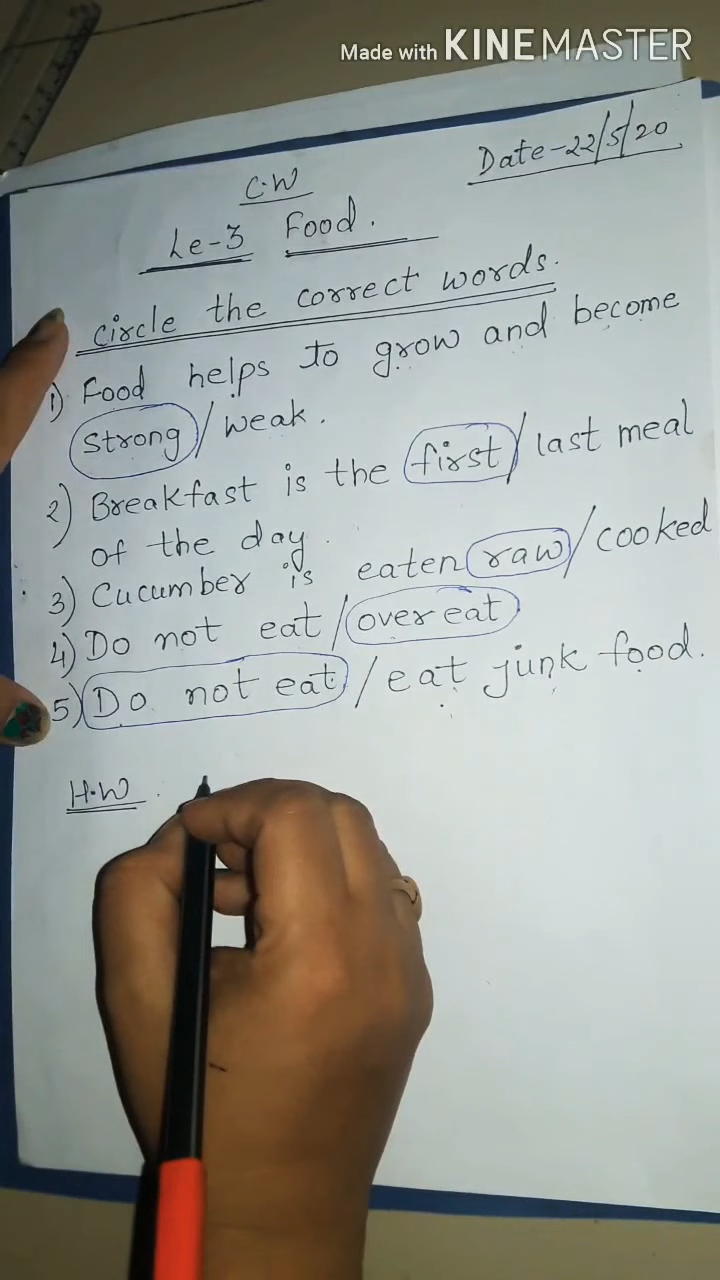 Made with KINEMASTER
C.W
Date-22/5/20
Le-3 Food.
circle the correct words.
1) Food helps to grow and become
strong/weak.
2) Breakfast is the first/last meal
of the day.
3) Cucumber is eaten raw/cooked
4) Do not eat/over eat
5) Do not eat/eat junk food.
H.W